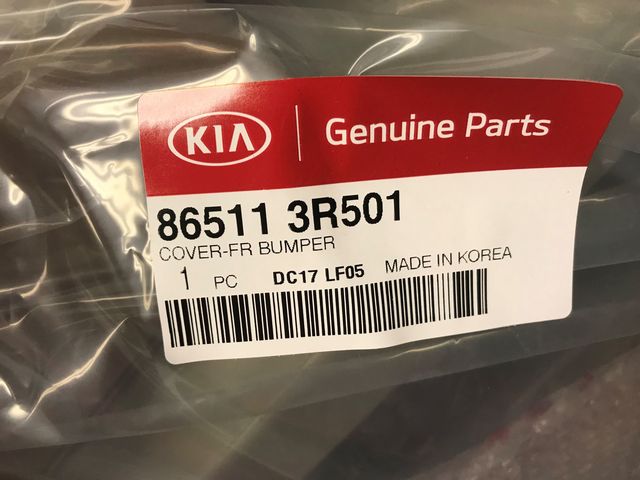 KIA Genuine Parts
86511 3R501
COVER-FR BUMPER
1 PC DC17 LF05 MADE IN KOREA